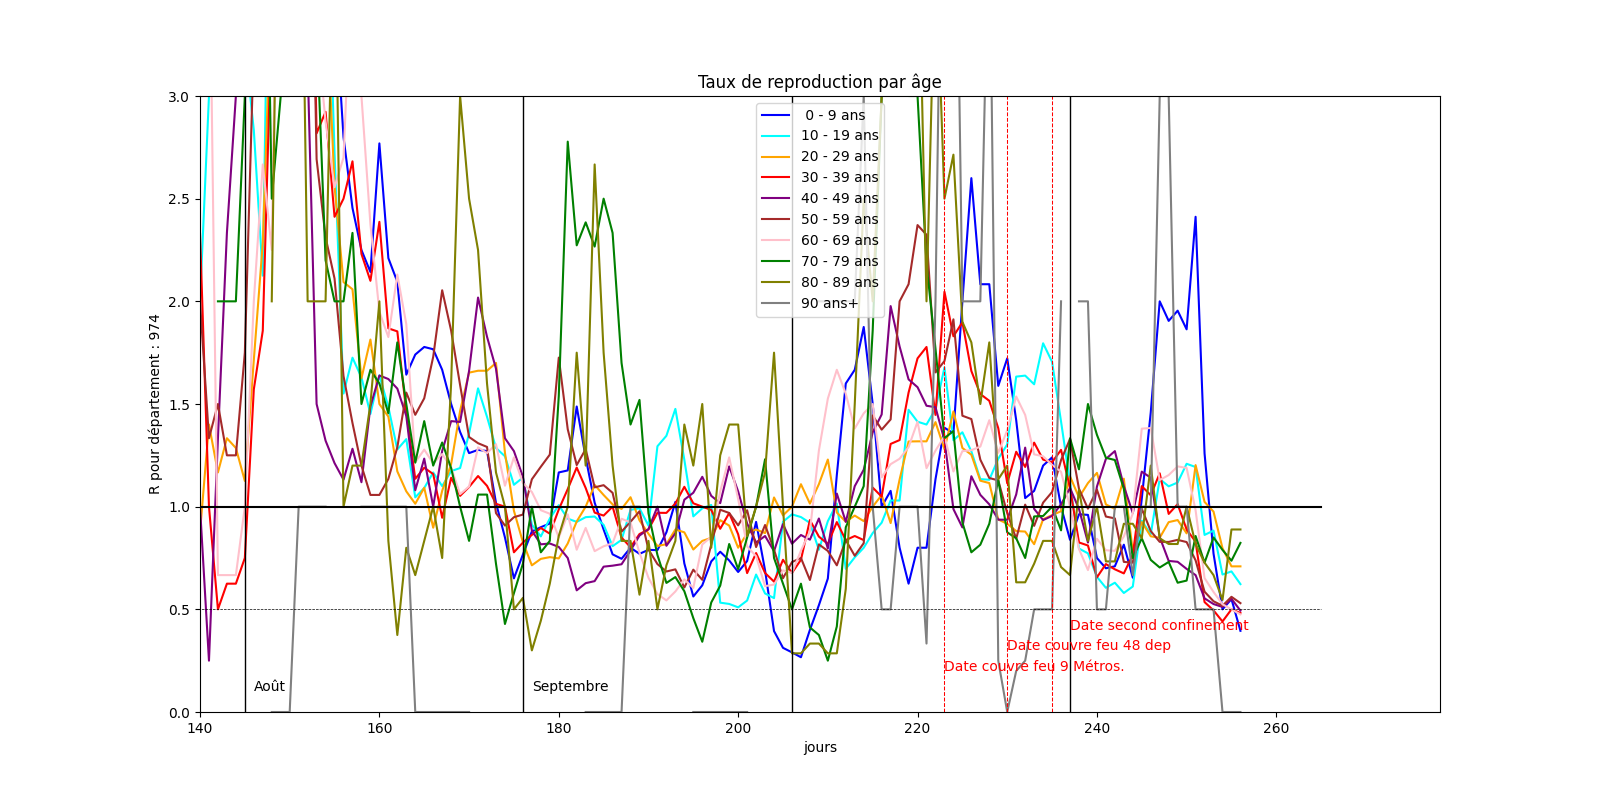 Taux de reproduction par âge
3.0
2.5
2.0
1.5
1.0
0.5
0.0
R pour département : 974
0 - 9 ans
10 - 19 ans
20 - 29 ans
30 - 39 ans
40 - 49 ans
50 - 59 ans
60 - 69 ans
70 - 79 ans
80 - 89 ans
90 ans+
Date second confinement
Date couvre feu 48 dep
Date couvre feu 9 Métros.
Août
Septembre
140 160 180 200 220 240 260
jours